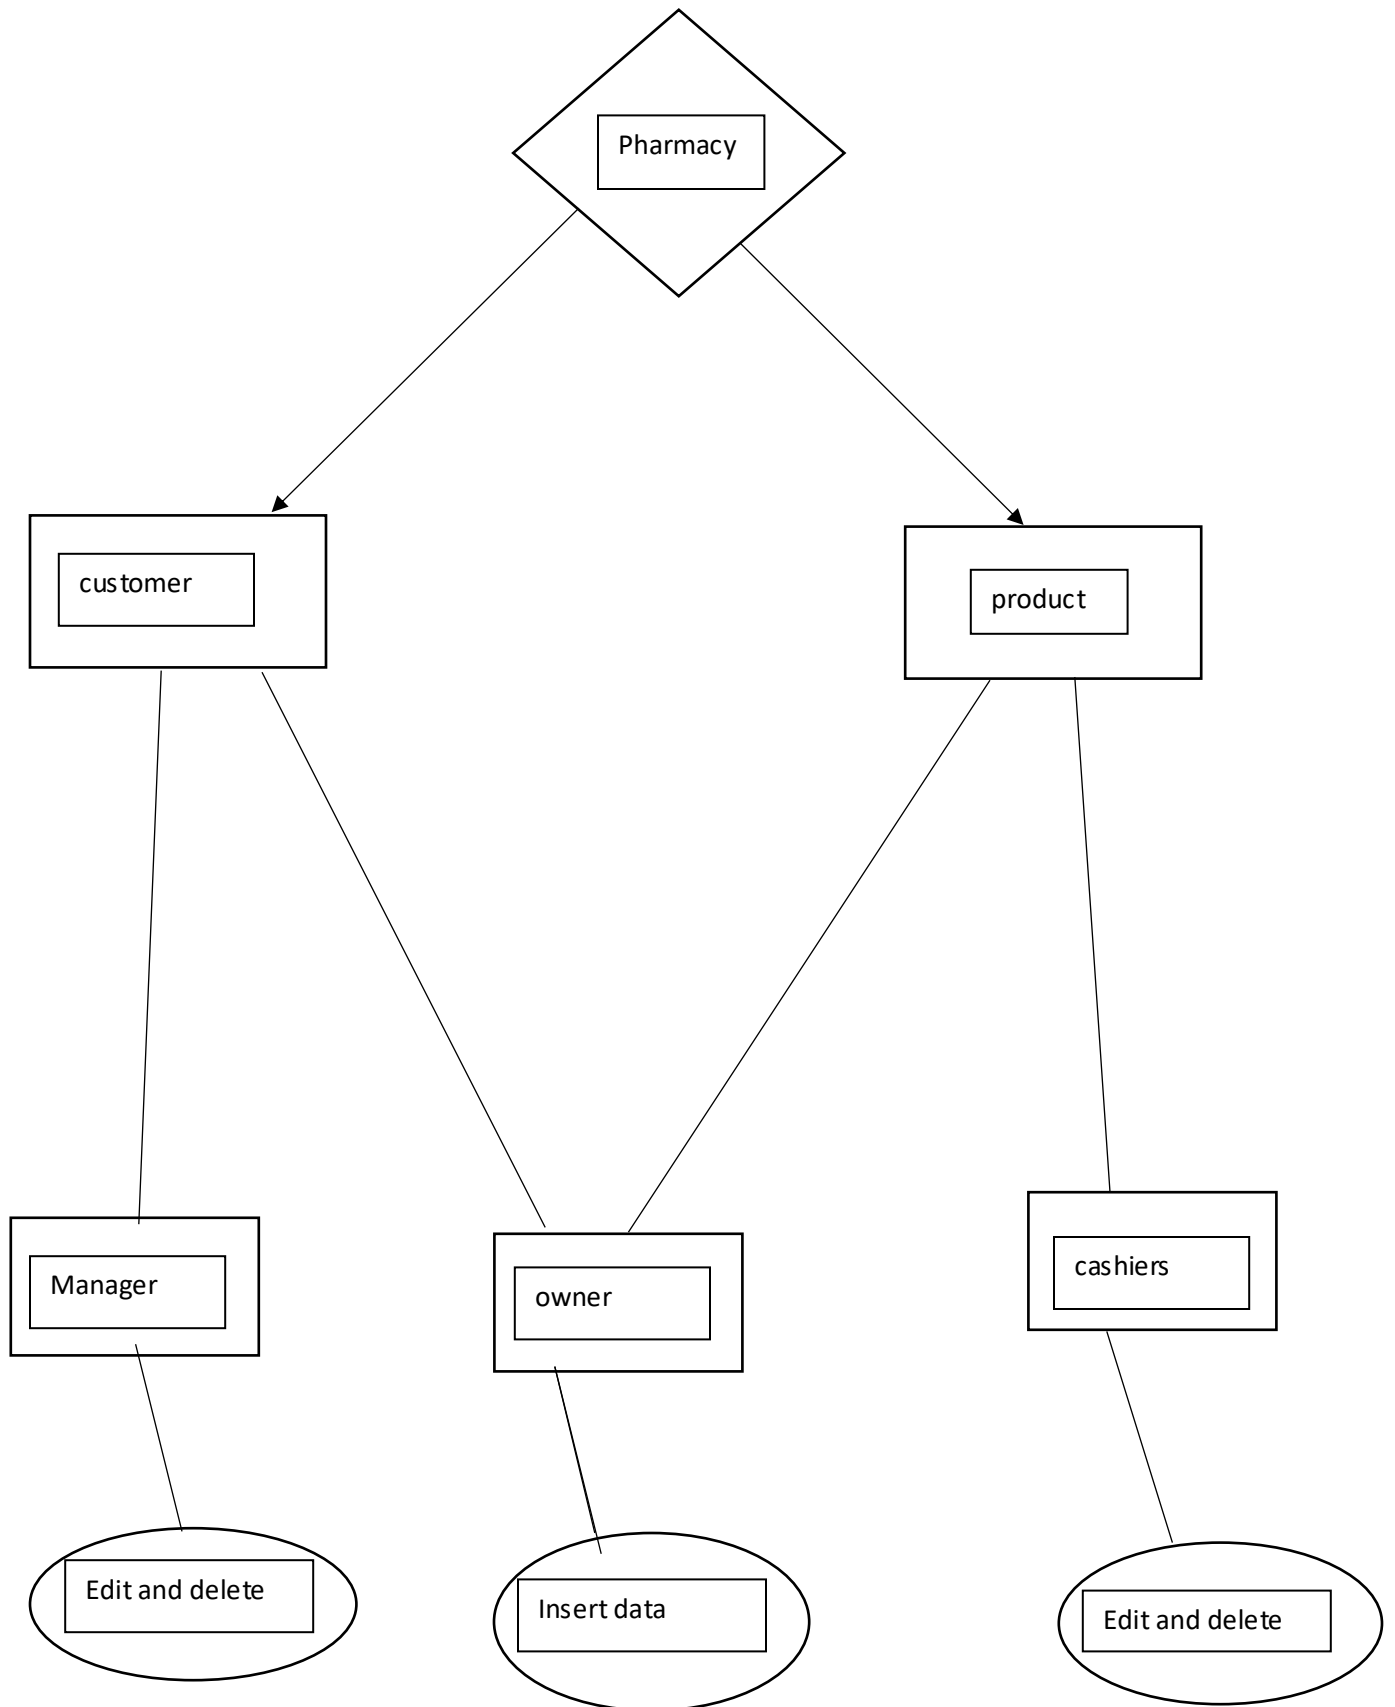 Pharmacy
customer
product
Manager
owner
cashiers
Edit and delete
Insert data
Edit and delete